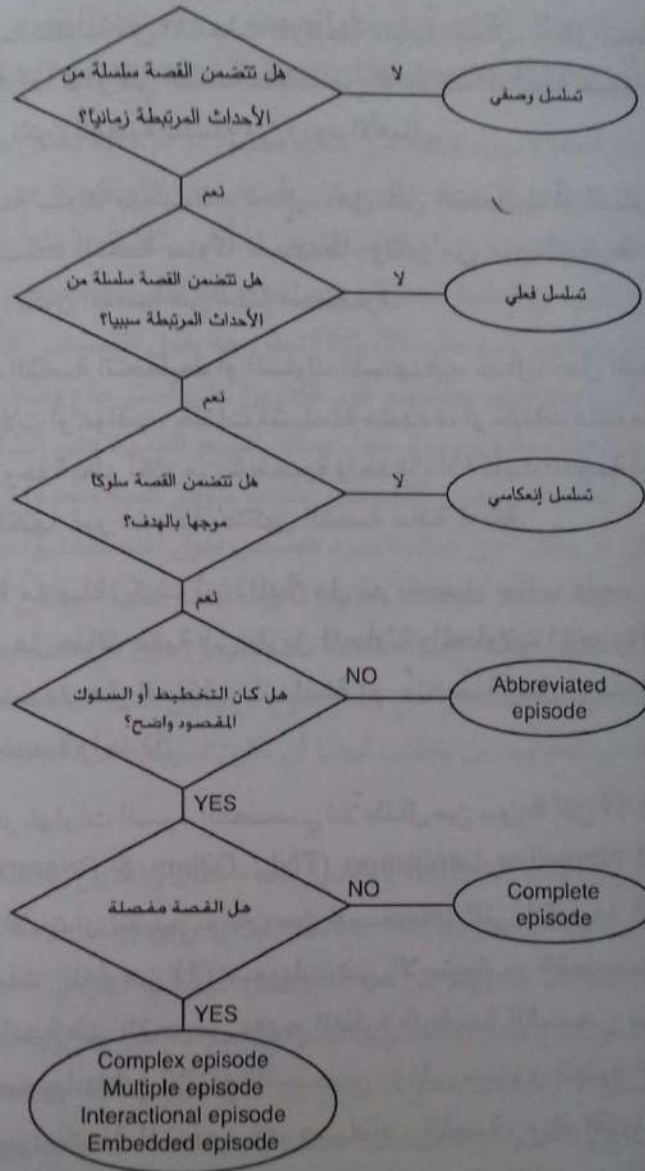 هل تتضمن القصة سلسلة من
الأحداث المرتبطة زمانياً؟
لا
تسلسل وصفي
نعم
هل تتضمن القصة سلسلة من
الأحداث المرتبطة سببيا؟
لا
تسلسل فعلي
نعم
هل تتضمن القصة سلوكا
موجها بالهدف؟
لا
تسلسل إنعكاسي
نعم
هل كان التخطيط أو السلوك
المقصود واضح؟
NO
Abbreviated
episode
YES
هل القصة مفصلة
NO
Complete
episode
YES
Complex episode
Multiple episode
Interactional episode
Embedded episode